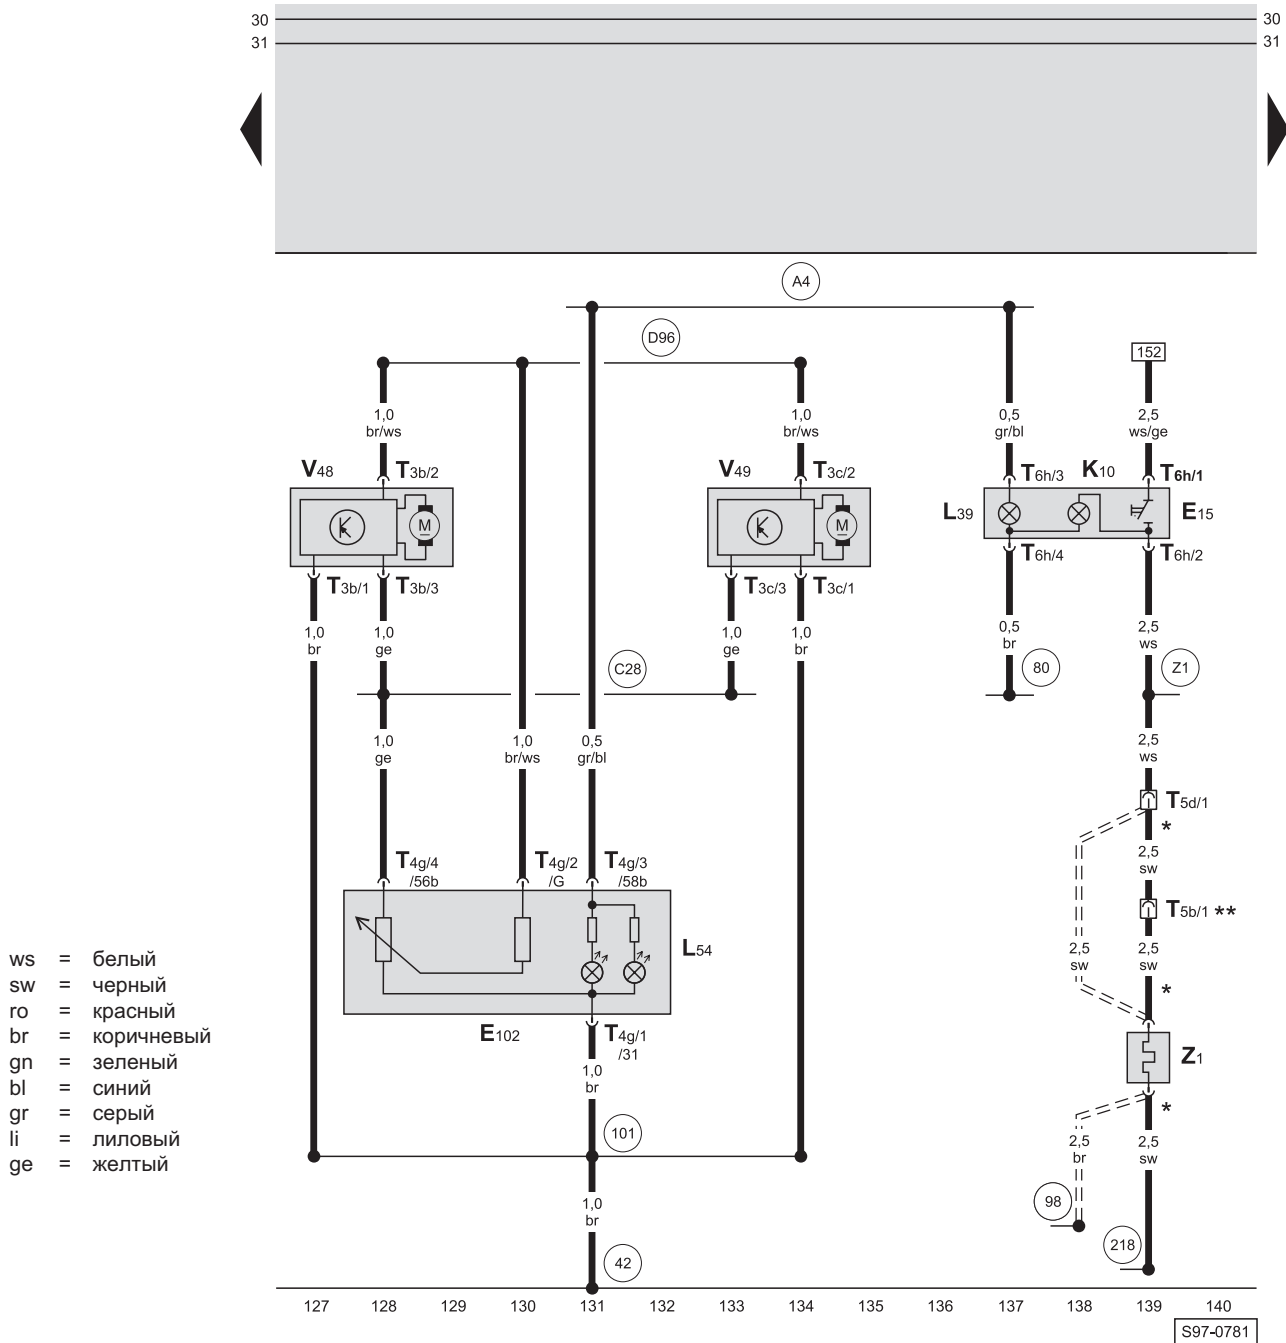 30 30
31 31
A4
D96
152
1,0
br/ws
1,0
br/ws
0,5
gr/bl
2,5
ws/ge
V48 T3b/2 V49 T3c/2 T6h/3 K10 T6h/1
L39 E15
M M
T3b/1 T3b/3 T3c/3 T3c/1 T6h/4 T6h/2
1,0
br
1,0
ge
1,0
ge
1,0
br
0,5
br
2,5
ws
C28 80 Z1
1,0
ge
1,0
br/ws
0,5
gr/bl
2,5
ws
T5d/1
*
2,5
sw
T4g/4
/56b
T4g/2
/G
T4g/3
/58b
T5b/1 **
L54
2,5
sw
2,5
sw
*
E102 T4g/1
/31
Z1
*
1,0
br
101
2,5
br
2,5
sw
1,0
br
98
218
42
ws = белый
sw = черный
ro = красный
br = коричневый
gn = зеленый
bl = синий
gr = серый
li = лиловый
ge = желтый
127 128 129 130 131 132 133 134 135 136 137 138 139 140
S97-0781